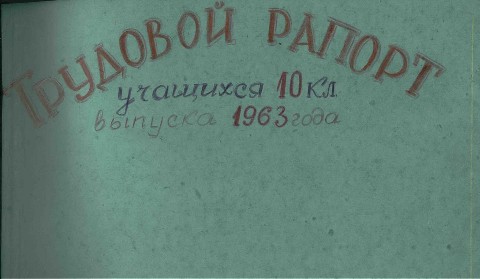 ТРУДОВОЙ РАПОРТ
учащихся 10 кл
выпуска 1963 года